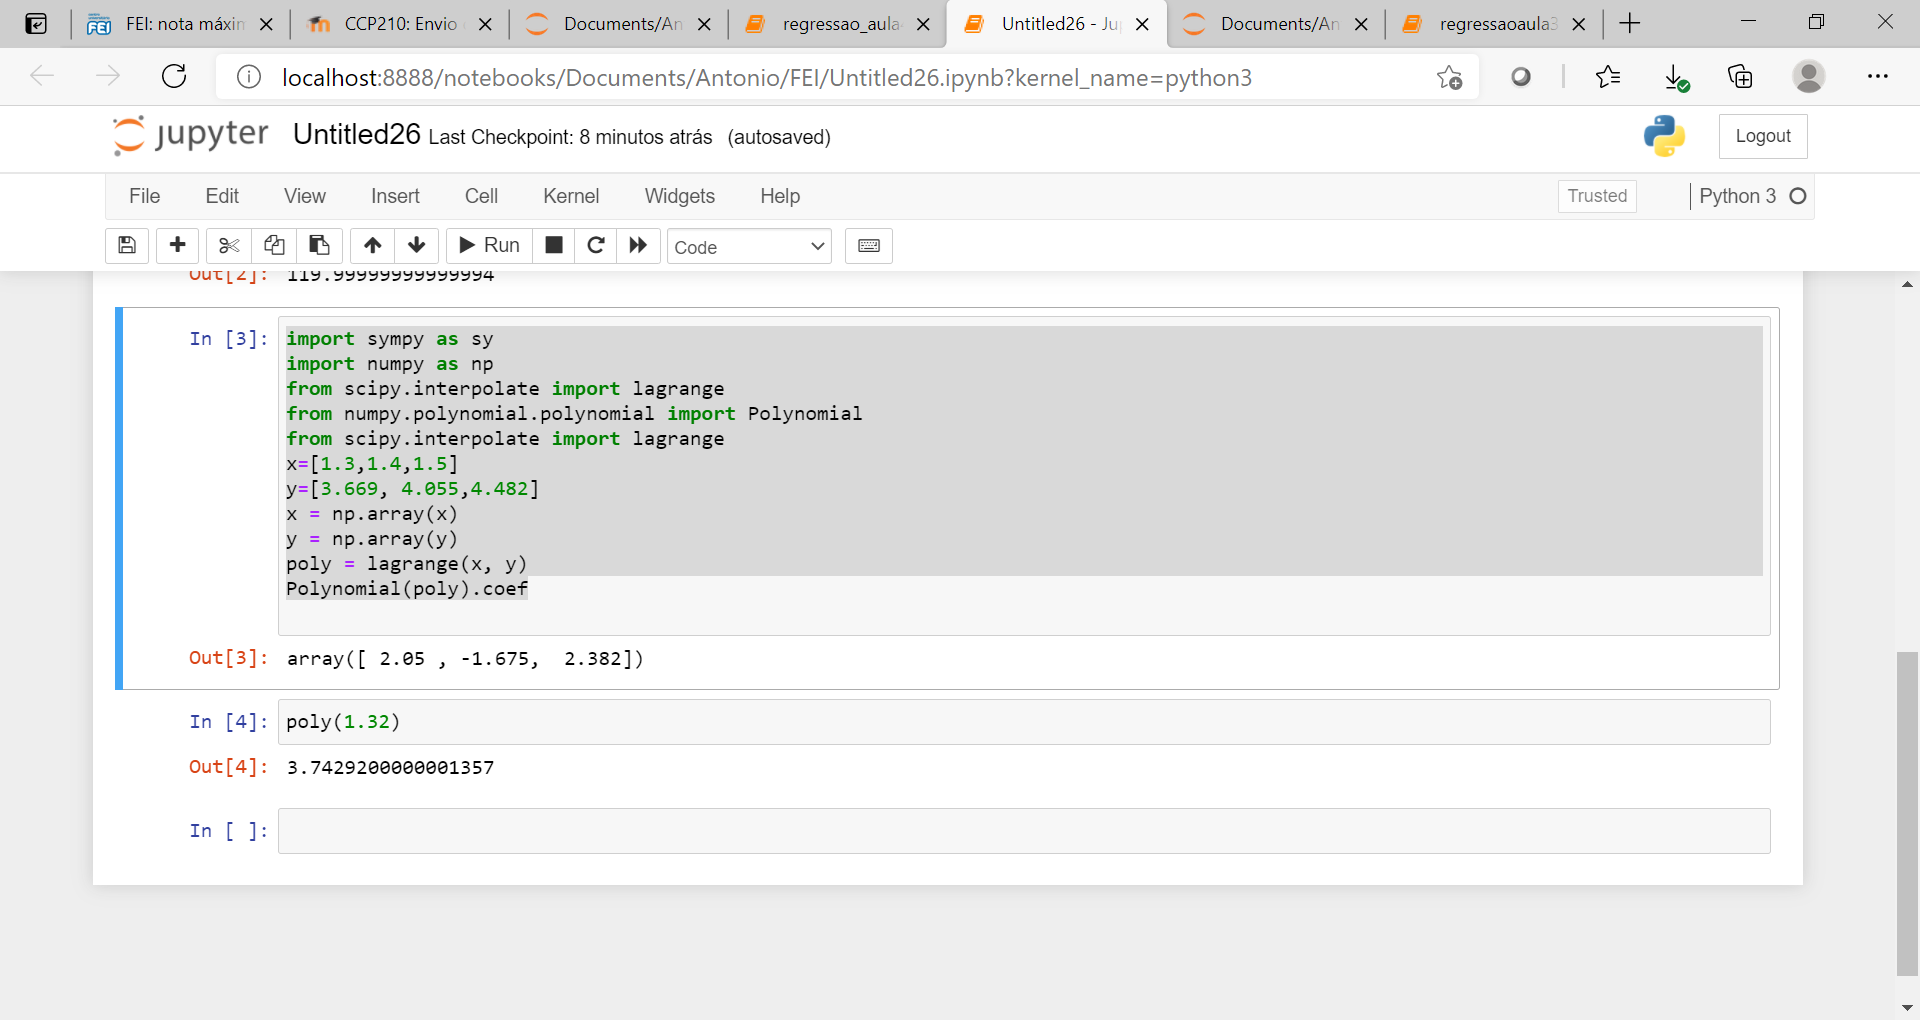 FEI: nota máxin
CCP210: Envio
Documents/An
regressao_aula
Untitled26 - Ju
Documents/An
regressaoaula3
localhost:8888/notebooks/Documents/Antonio/FEI/Untitled26.ipynb?kernel_name=python3
jupyter Untitled26 Last Checkpoint: 8 minutos atrás (autosaved)
Logout
File Edit View Insert Cell Kernel Widgets Help
Trusted
Python 3
Run
Code
Out[2]: 119.99999999999994
In [3]: import sympy as sy
import numpy as np
from scipy.interpolate import lagrange
from numpy.polynomial.polynomial import Polynomial
from scipy.interpolate import lagrange
x=[1.3,1.4,1.5]
y=[3.669, 4.055,4.482]
x = np.array(x)
y = np.array(y)
poly = lagrange(x, y)
Polynomial(poly).coef
Out[3]: array([ 2.05 , -1.675,  2.382])
In [4]: poly(1.32)
Out[4]: 3.7429200000001357
In [ ]: